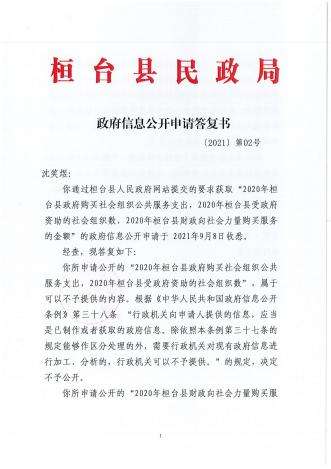 桓台县民政局
政府信息公开申请答复书
〔2021〕第02号
沈笑煜：
你通过桓台县人民政府网站提交的要求获取“2020年桓
台县政府购买社会组织公共服务支出，2020年桓台县受政府
资助的社会组织数，2020年桓台县财政向社会力量购买服务
的金额”的政府信息公开申请于 2021年9月8日收悉。
经查，现答复如下：
你所申请公开的“2020年桓台县政府购买社会组织公共
服务支出，2020年桓台县受政府资助的社会组织数”，属于
可以不予提供的内容。根据《中华人民共和国政府信息公开
条例》第三十八条 “行政机关向申请人提供的信息，应当
是已制作或者获取的政府信息。除依照本条例第三十七条的
规定能够作区分处理的外，需要行政机关对现有政府信息进
行加工、分析的，行政机关可以不予提供。”的规定，决定
不予公开。
你所申请公开的“2020年桓台县财政向社会力量购买服
1